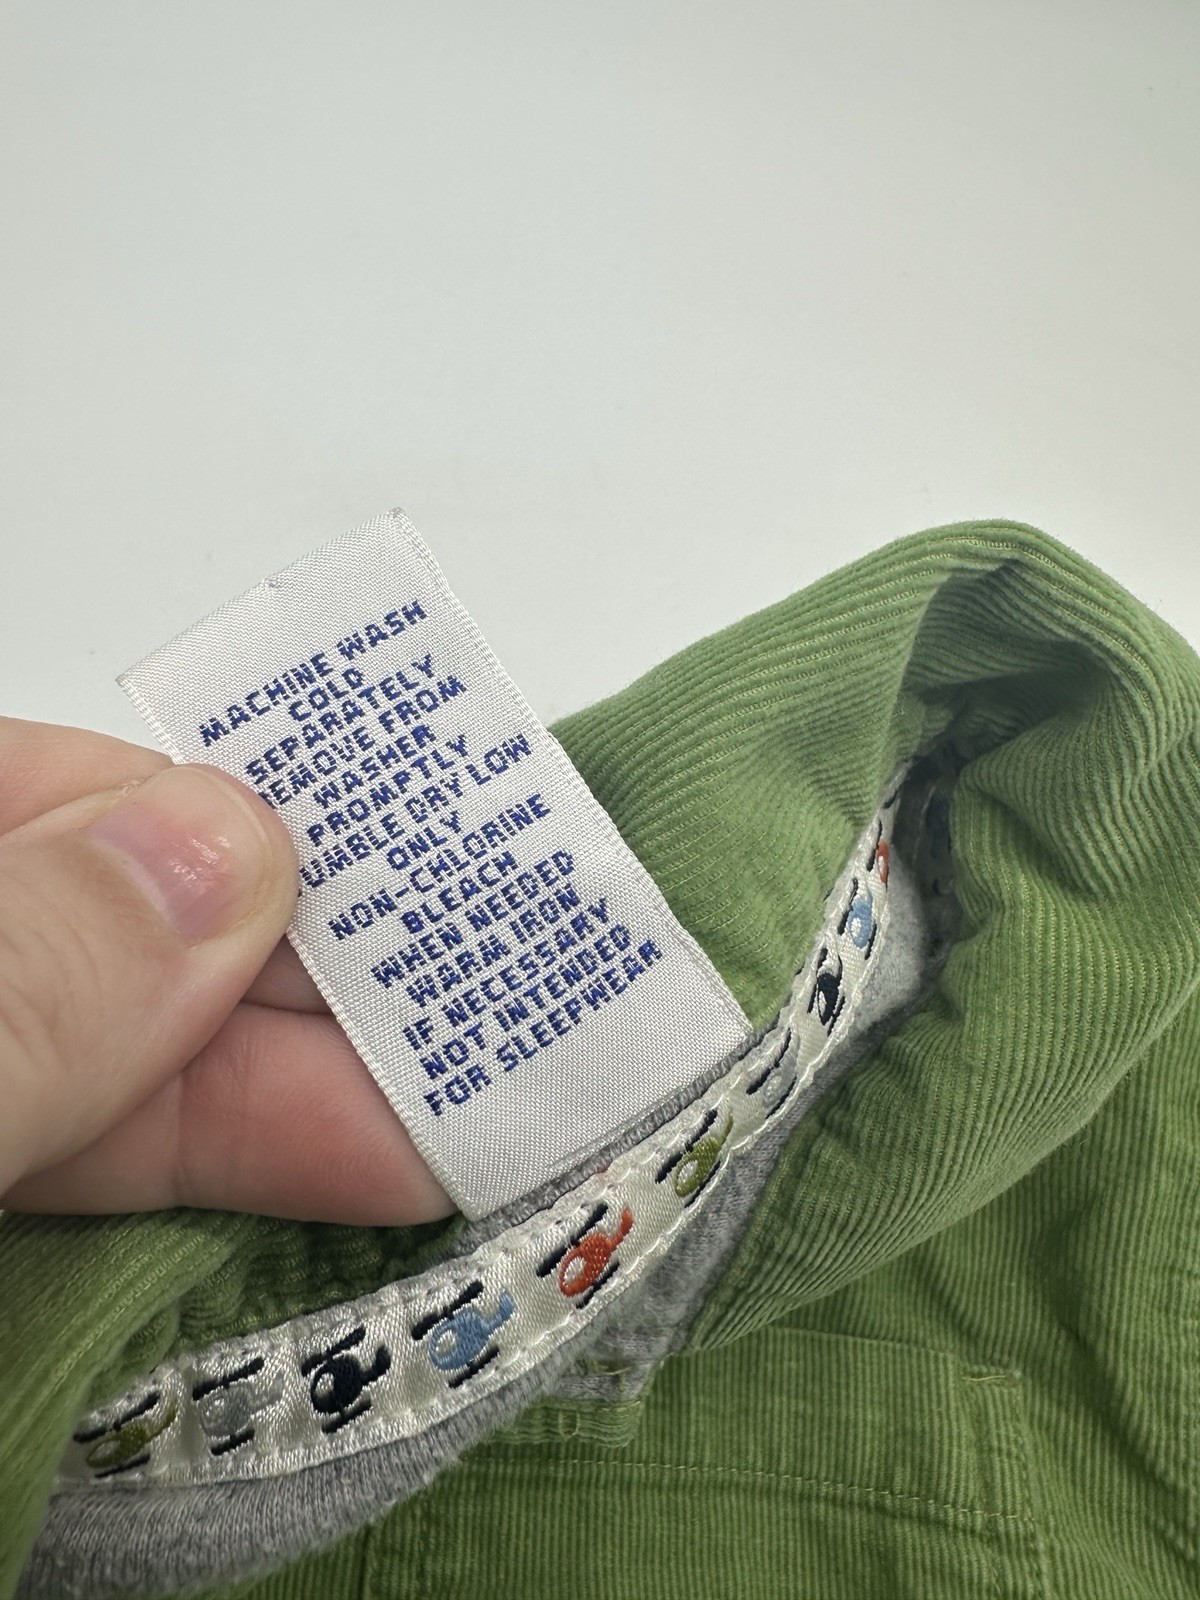 MACHINE WASH
COLD
SEPARATELY
REMOVE FROM
WASHER
PROMPTLY
TUMBLE DRY LOW
ONLY
NON-CHLORINE
BLEACH
WHEN NEEDED
WARM IRON
IF NECESSARY
NOT INTENDED
FOR SLEEPWEAR